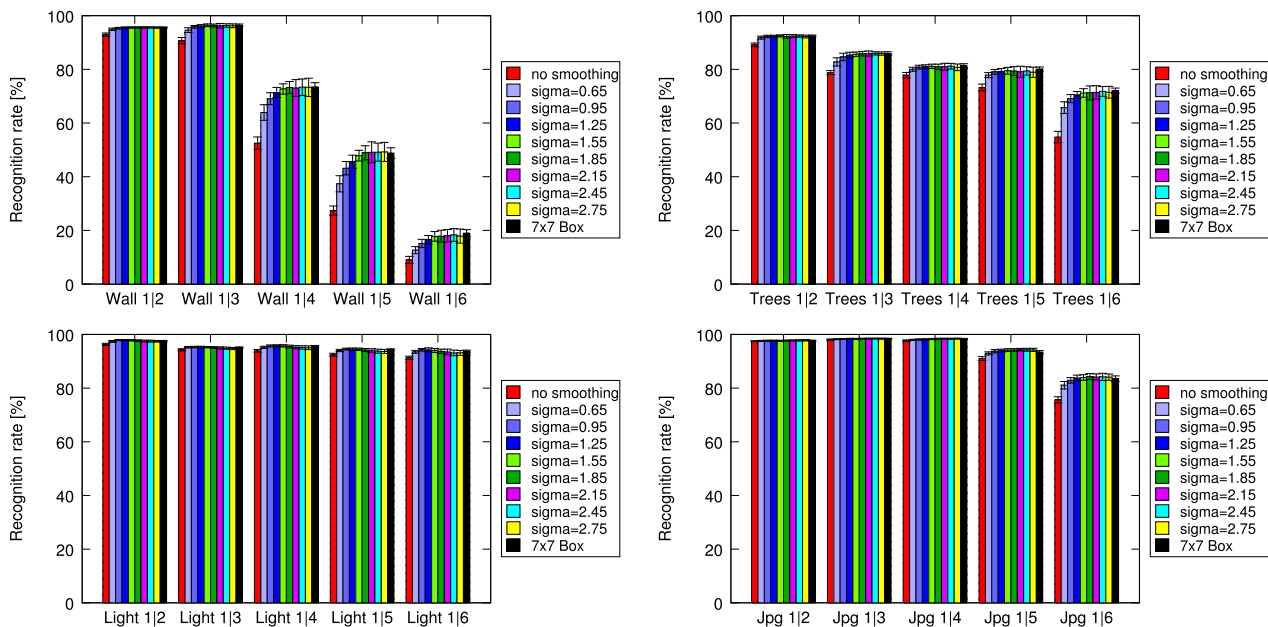 100
80
60
40
20
0
Recognition rate [%]
Wall 1|2 Wall 1|3 Wall 1|4 Wall 1|5 Wall 1|6
no smoothing
sigma=0.65
sigma=0.95
sigma=1.25
sigma=1.55
sigma=1.85
sigma=2.15
sigma=2.45
sigma=2.75
7x7 Box
100
80
60
40
20
0
Recognition rate [%]
Trees 1|2 Trees 1|3 Trees 1|4 Trees 1|5 Trees 1|6
no smoothing
sigma=0.65
sigma=0.95
sigma=1.25
sigma=1.55
sigma=1.85
sigma=2.15
sigma=2.45
sigma=2.75
7x7 Box
100
80
60
40
20
0
Recognition rate [%]
Light 1|2 Light 1|3 Light 1|4 Light 1|5 Light 1|6
no smoothing
sigma=0.65
sigma=0.95
sigma=1.25
sigma=1.55
sigma=1.85
sigma=2.15
sigma=2.45
sigma=2.75
7x7 Box
100
80
60
40
20
0
Recognition rate [%]
Jpg 1|2 Jpg 1|3 Jpg 1|4 Jpg 1|5 Jpg 1|6
no smoothing
sigma=0.65
sigma=0.95
sigma=1.25
sigma=1.55
sigma=1.85
sigma=2.15
sigma=2.45
sigma=2.75
7x7 Box